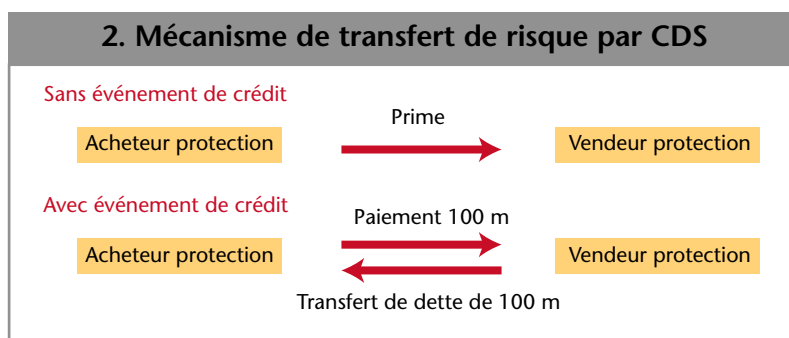 2. Mécanisme de transfert de risque par CDS
Sans événement de crédit
Prime
Acheteur protection
Vendeur protection
Avec événement de crédit
Paiement 100 m
Acheteur protection
Vendeur protection
Transfert de dette de 100 m